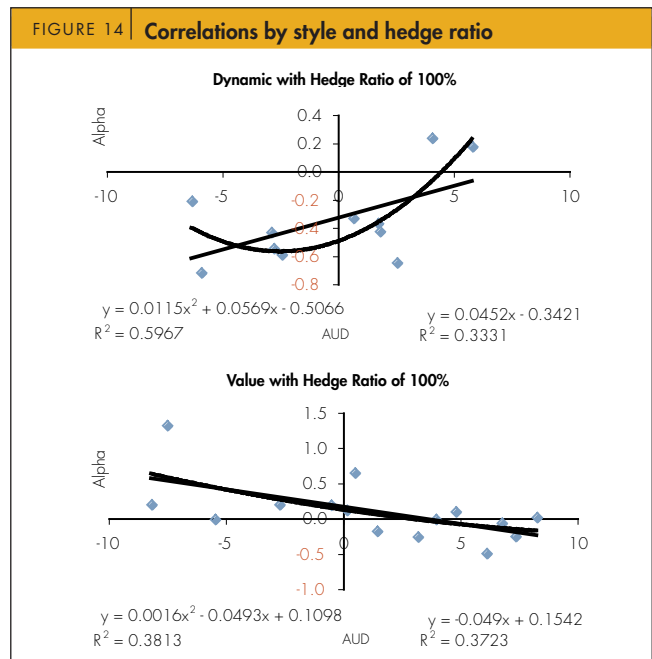 FIGURE 14 Correlations by style and hedge ratio
Dynamic with Hedge Ratio of 100%
Alpha
0.4
0.2
0.0
-10 -5 0 5 10
-0.2
-0.4
-0.6
-0.8
y = 0.0115x² + 0.0569x - 0.5066
R² = 0.5967
AUD
y = 0.0452x - 0.3421
R² = 0.3331
Value with Hedge Ratio of 100%
Alpha
1.5
1.0
0.5
0.0
-10 -5 0 5 10
-0.5
-1.0
y = 0.0016x² - 0.0493x + 0.1098
R² = 0.3813
AUD
y = -0.049x + 0.1542
R² = 0.3723